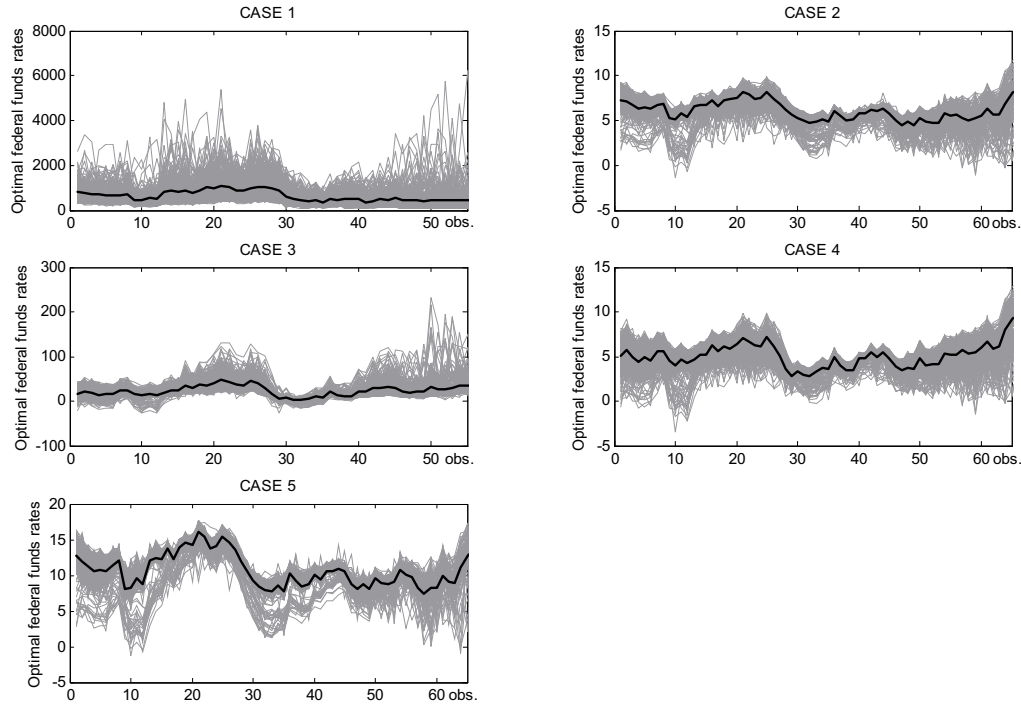 CASE 1
Optimal federal funds rates
8000
6000
4000
2000
0
0 10 20 30 40 50 obs.
CASE 2
Optimal federal funds rates
15
10
5
0
-5
0 10 20 30 40 50 60 obs.
CASE 3
Optimal federal funds rates
300
200
100
0
-100
0 10 20 30 40 50 obs.
CASE 4
Optimal federal funds rates
15
10
5
0
-5
0 10 20 30 40 50 60 obs.
CASE 5
Optimal federal funds rates
20
15
10
5
0
-5
0 10 20 30 40 50 60 obs.